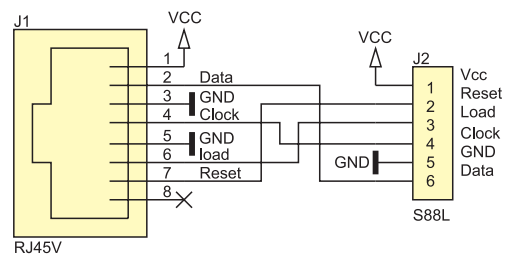 J1
VCC
1
2 Data
3 GND
4 Clock
5 GND
6 load
7 Reset
8
RJ45V
VCC
J2
1 Vcc
2 Reset
3 Load
4 Clock
5 GND
6 Data
GND
S88L